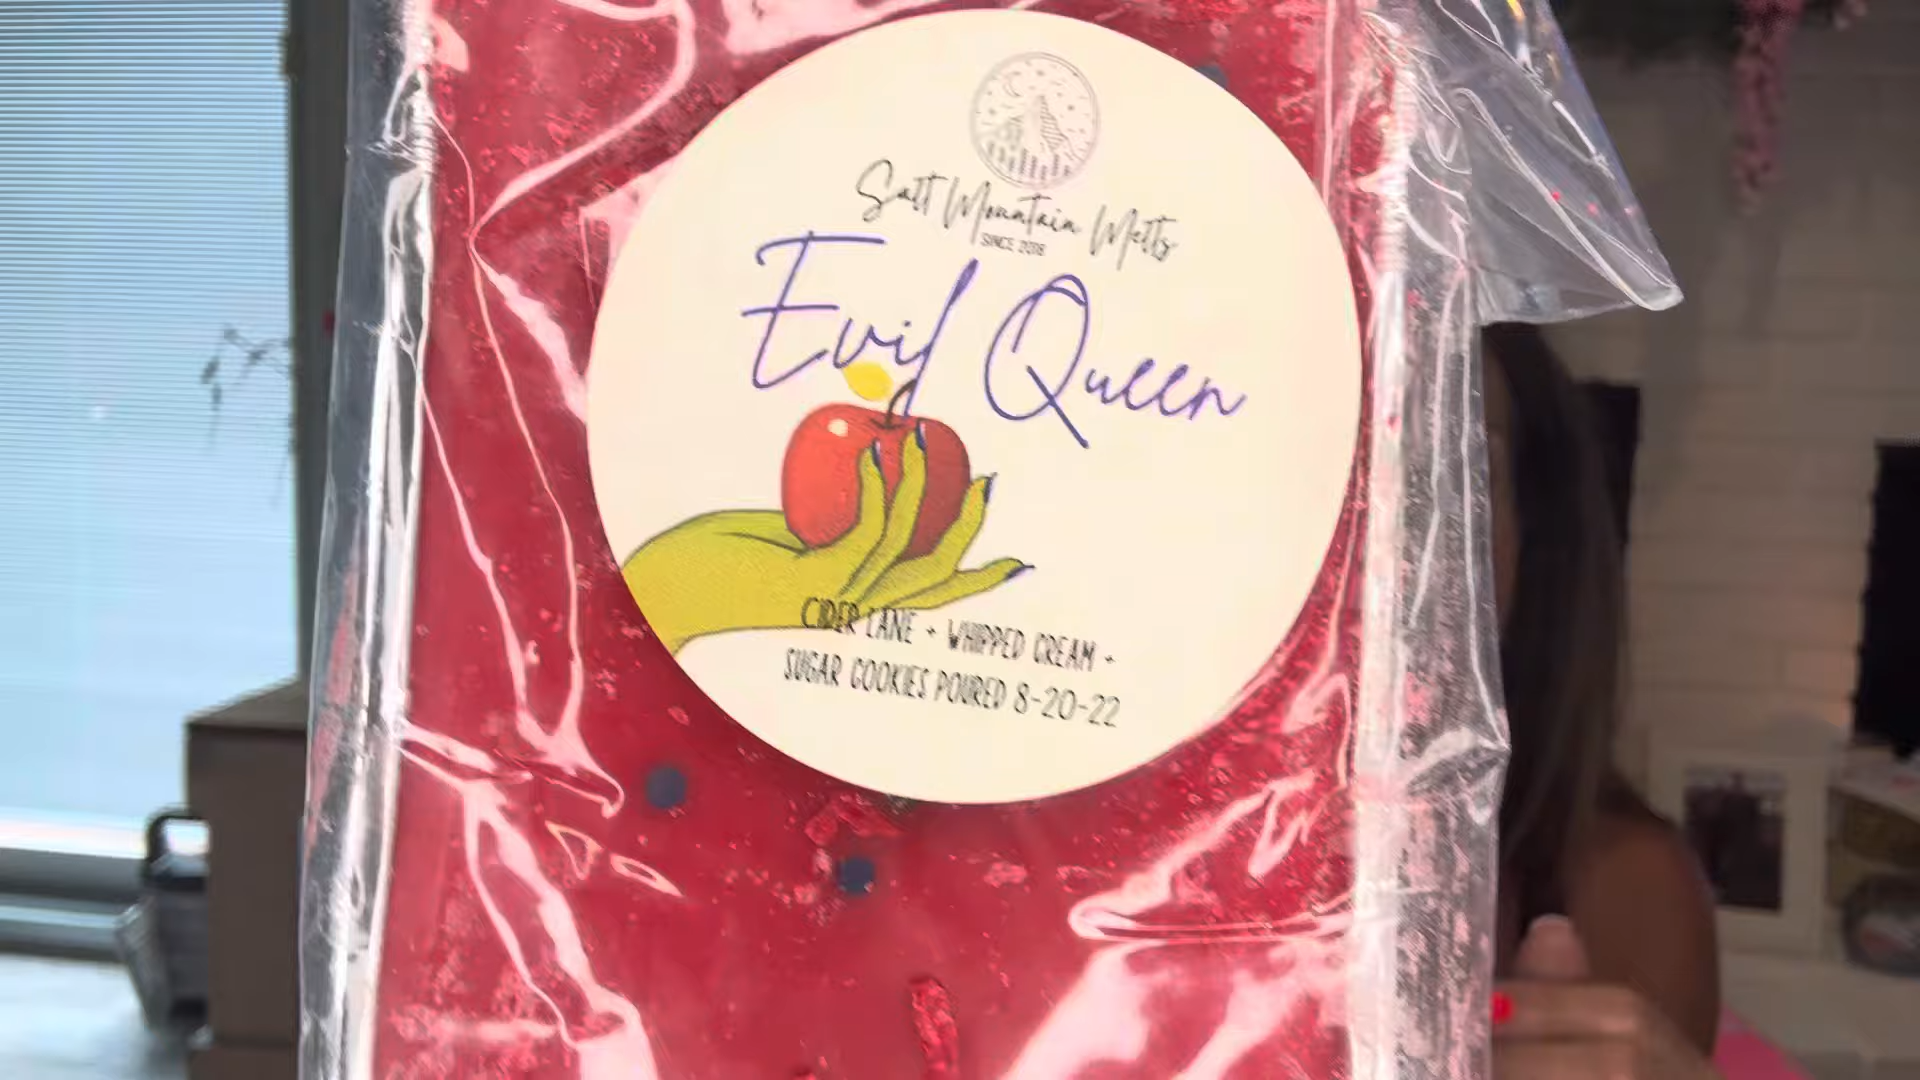 Salt Mountain Melts
SINCE 2018
Evil Queen
CIDER LANE + WHIPPED CREAM +
SUGAR COOKIES POURED 8-20-22